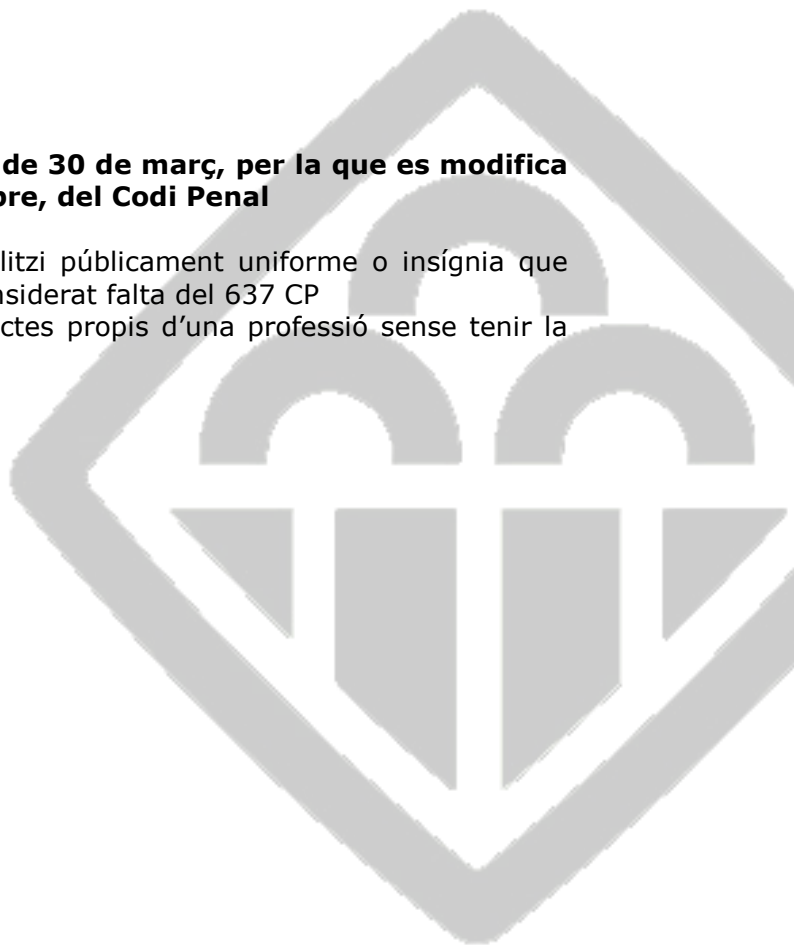 de 30 de març, per la que es modifica
bre, del Codi Penal
litzi públicament uniforme o insígnia que
nsiderat falta del 637 CP
ctes propis d'una professió sense tenir la